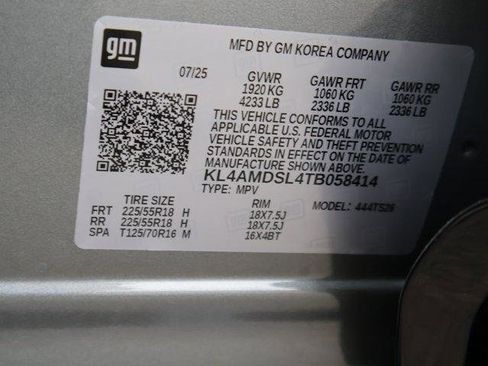 gm
MFD BY GM KOREA COMPANY
07/25 GVWR GAWR FRT GAWR RR
1920 KG 1060 KG 1060 KG
4233 LB 2336 LB 2336 LB
THIS VEHICLE CONFORMS TO ALL
APPLICABLE U.S. FEDERAL MOTOR
VEHICLE SAFETY AND THEFT PREVENTION
STANDARDS IN EFFECT ON THE DATE OF
MANUFACTURE SHOWN ABOVE.
KL4AMDSL4TB058414
TYPE: MPV
TIRE SIZE RIM MODEL: 444TS26
FRT 225/55R18 H 18X7.5J
RR 225/55R18 H 18X7.5J
SPA T125/70R16 M 16X4BT